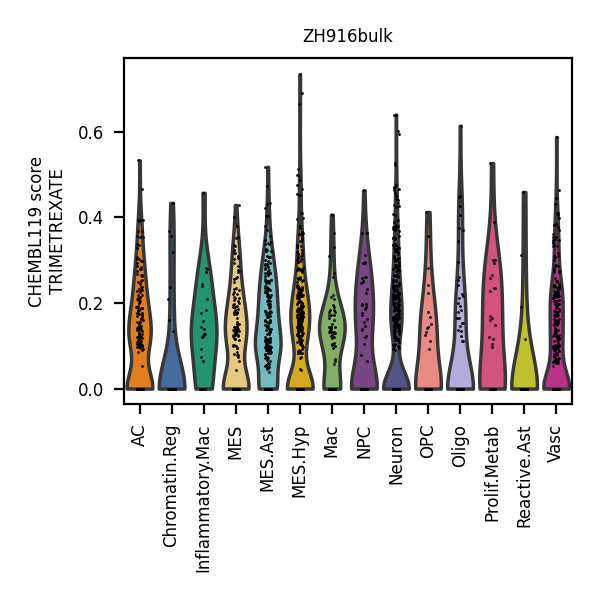 ZH916bulk
CHEMBL119 score
TRIMETREXATE
0.6
0.4
0.2
0.0
AC
Chromatin.Reg
Inflammatory.Mac
MES
MES.Ast
MES.Hyp
Mac
NPC
Neuron
OPC
Oligo
Prolif.Metab
Reactive.Ast
Vasc